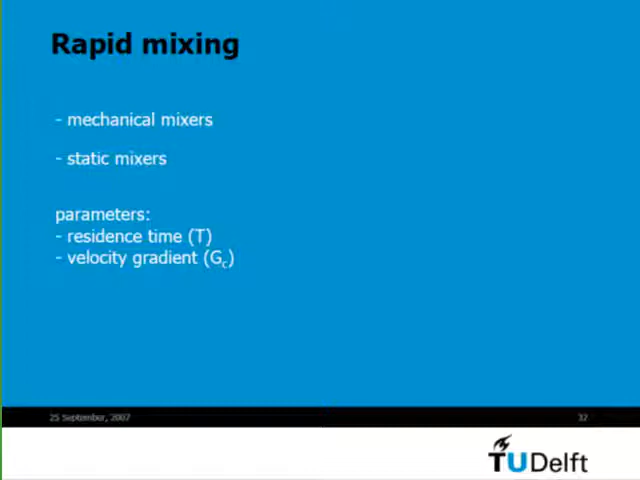 Rapid mixing
- mechanical mixers
- static mixers
parameters:
- residence time (T)
- velocity gradient (Gc)
25 September, 2007
32
TUDelft